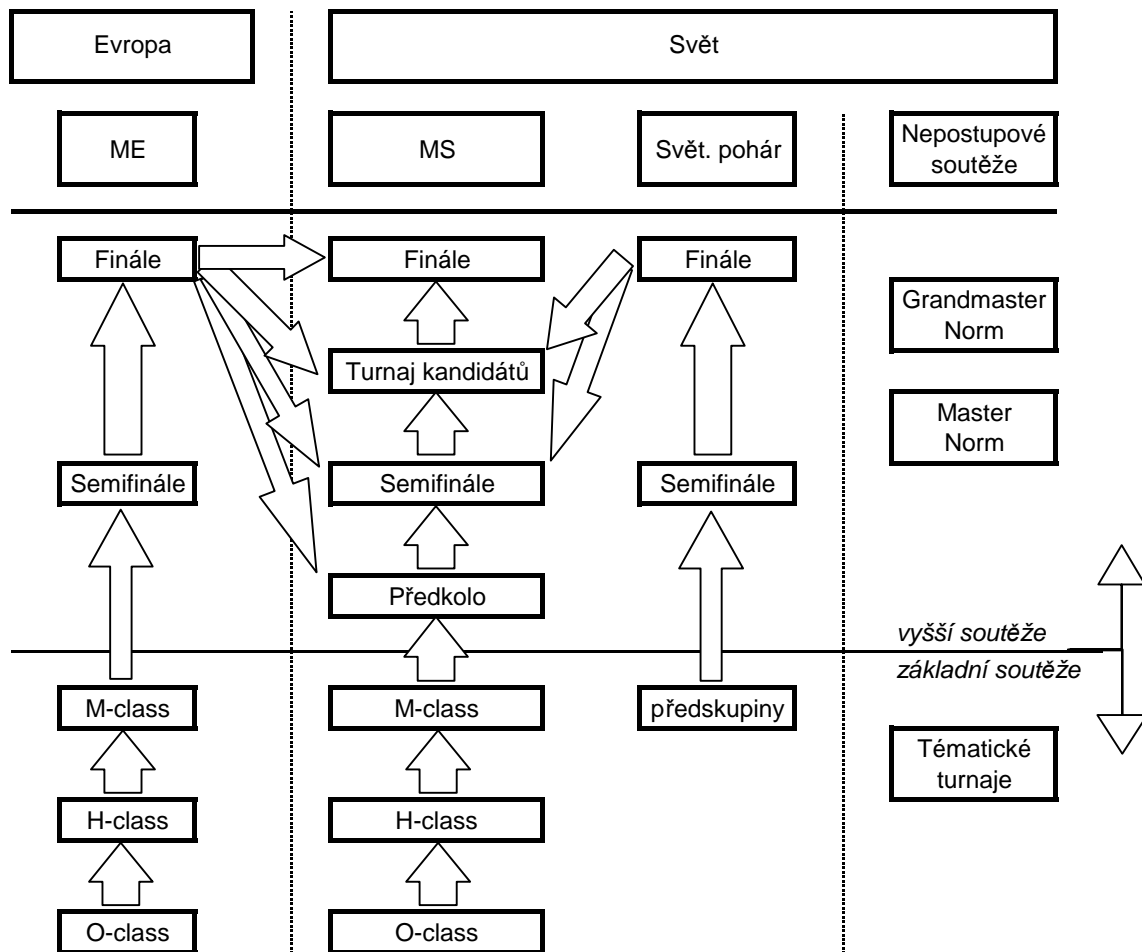 Evropa
Svět
ME
MS
Svět. pohár
Nepostupové
soutěže
Finále
Finále
Finále
Grandmaster
Norm
Turnaj kandidátů
Master
Norm
Semifinále
Semifinále
Semifinále
Předkolo
vyšší soutěže
základní soutěže
M-class
M-class
předskupiny
Tématické
turnaje
H-class
H-class
O-class
O-class